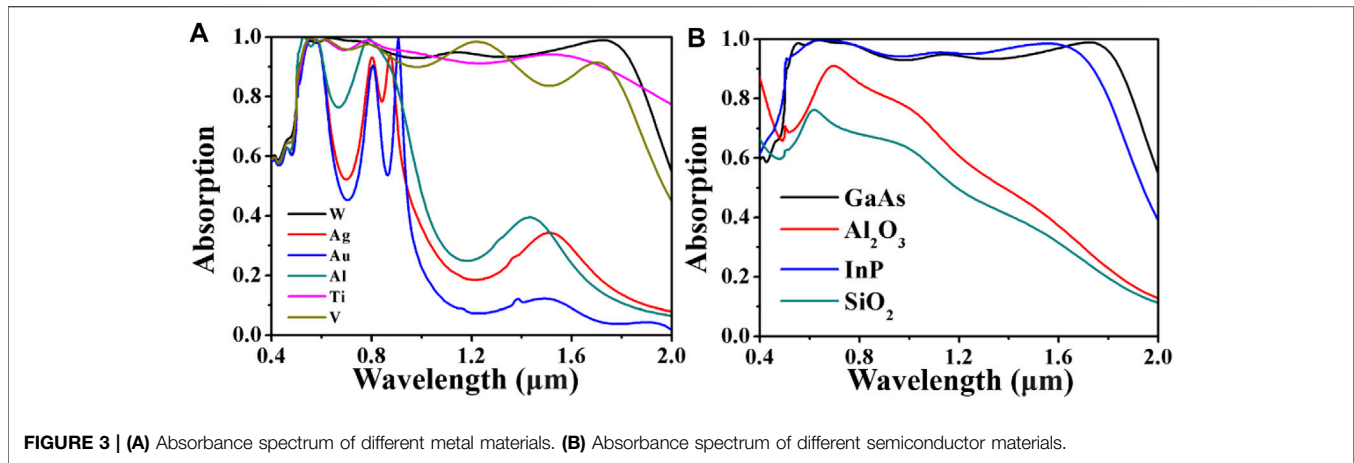 A
Absorption
1.0
0.8
0.6
0.4
0.2
0.0
W
Ag
Au
Al
Ti
V
0.4 0.8 1.2 1.6 2.0
Wavelength (μm)
B
Absorption
1.0
0.8
0.6
0.4
0.2
0.0
GaAs
Al₂O₃
InP
SiO₂
0.4 0.8 1.2 1.6 2.0
Wavelength (μm)
FIGURE 3 | (A) Absorbance spectrum of different metal materials. (B) Absorbance spectrum of different semiconductor materials.